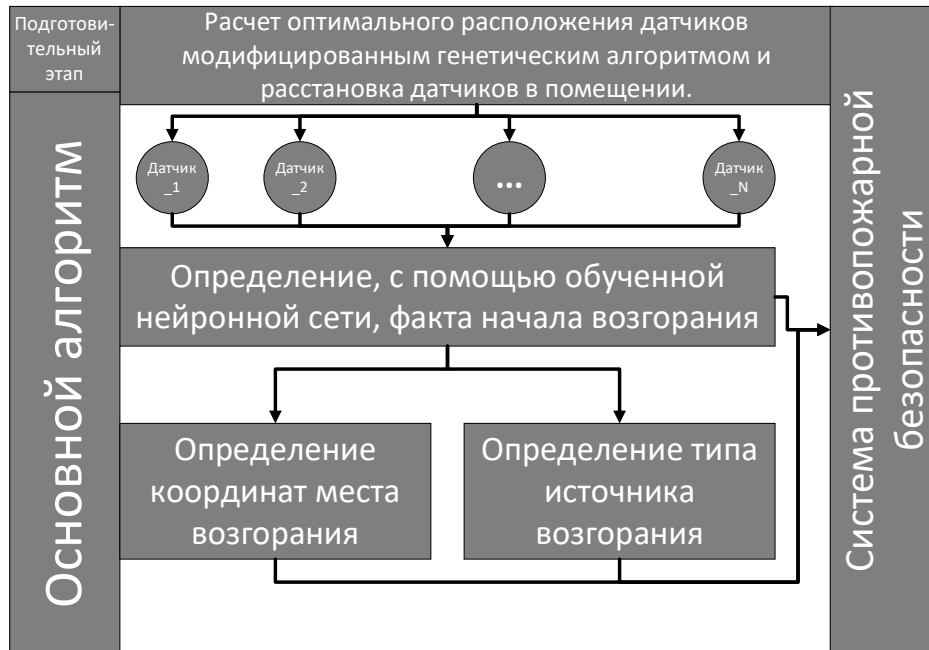 Подготови-
тельный
этап
Расчет оптимального расположения датчиков
модифицированным генетическим алгоритмом и
расстановка датчиков в помещении.
Основной алгоритм
Датчик
_1
Датчик
_2
...
Датчик
_N
Определение, с помощью обученной
нейронной сети, факта начала возгорания
Определение
координат места
возгорания
Определение типа
источника
возгорания
Система противопожарной
безопасности